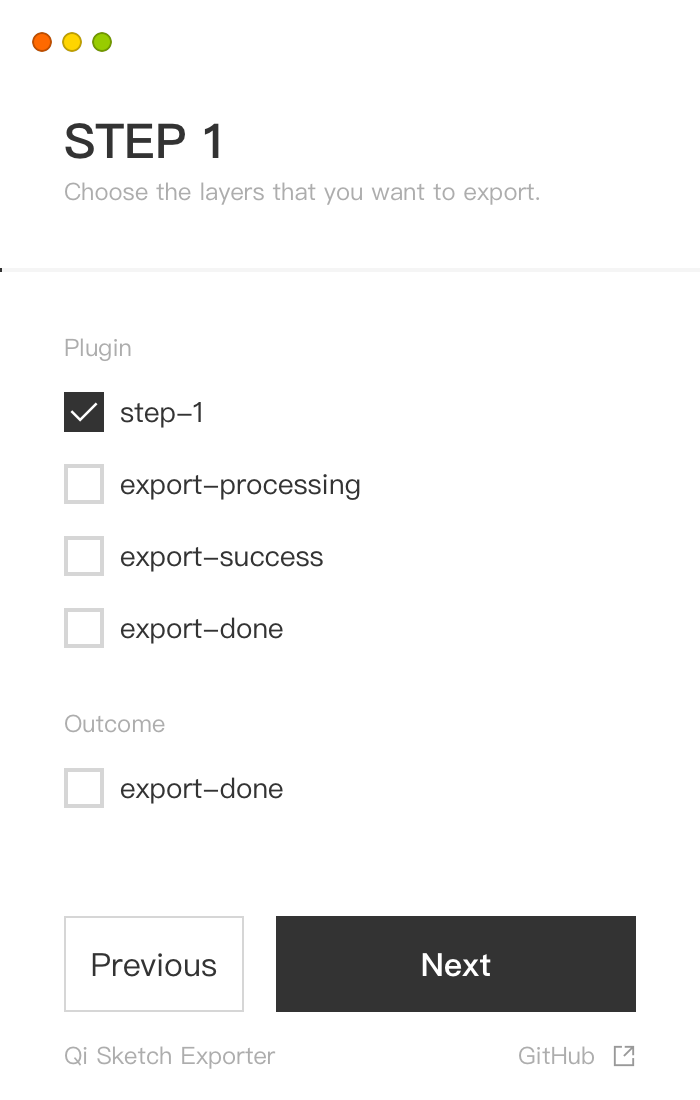 STEP 1
Choose the layers that you want to export.
Plugin
step-1
export-processing
export-success
export-done
Outcome
export-done
Previous
Next
Qi Sketch Exporter
GitHub